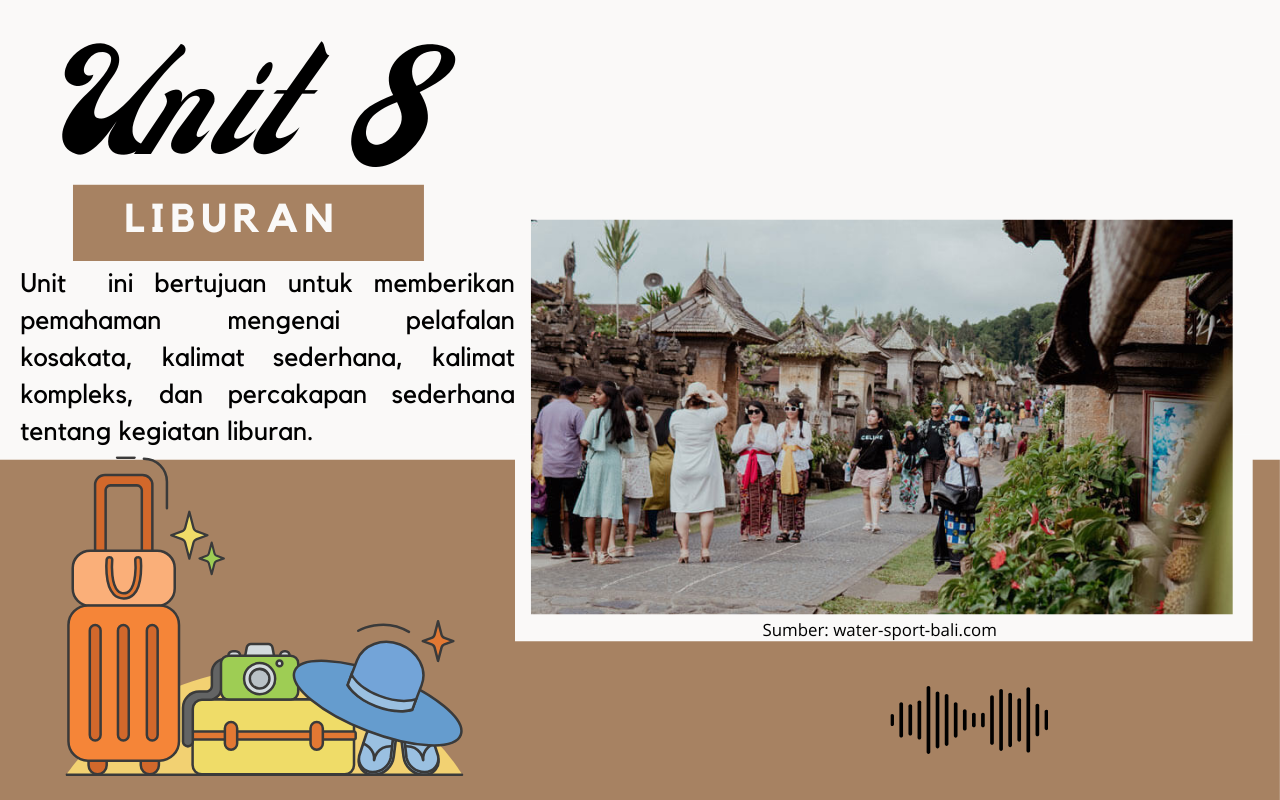 Unit 8
LIBURAN
Unit ini bertujuan untuk memberikan
pemahaman mengenai pelafalan
kosakata, kalimat sederhana, kalimat
kompleks, dan percakapan sederhana
tentang kegiatan liburan.
CELINE
Sumber: water-sport-bali.com